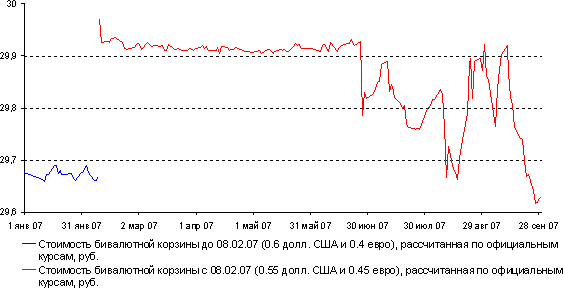 30
29,9
29,8
29,7
29,6
1 янв 07 31 янв 07 2 мар 07 1 апр 07 1 май 07 31 май 07 30 июн 07 30 июл 07 29 авг 07 28 сен 07
Стоимость бивалютной корзины до 08.02.07 (0.6 долл. США и 0.4 евро), рассчитанная по официальным
курсам, руб.
Стоимость бивалютной корзины с 08.02.07 (0.55 долл. США и 0.45 евро), рассчитанная по официальным
курсам, руб.